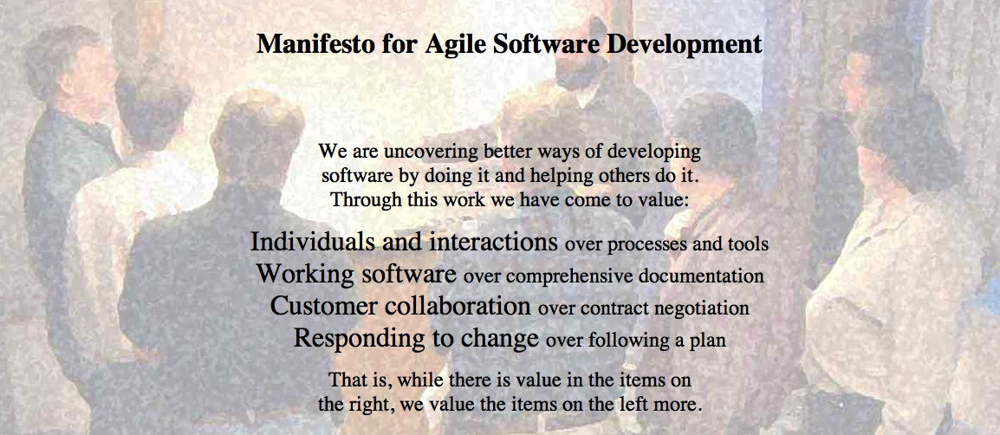 Manifesto for Agile Software Development
We are uncovering better ways of developing
software by doing it and helping others do it.
Through this work we have come to value:
Individuals and interactions over processes and tools
Working software over comprehensive documentation
Customer collaboration over contract negotiation
Responding to change over following a plan
That is, while there is value in the items on
the right, we value the items on the left more.